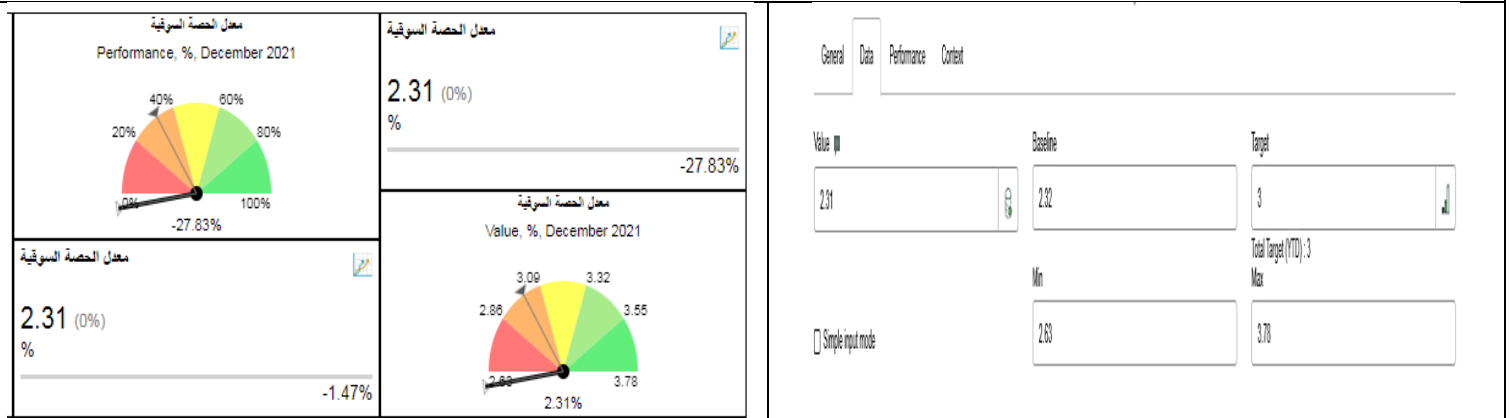 معدل الحصة السوقية
Performance, %, December 2021
40%
60%
20%
80%
0%
100%
-27.83%
معدل الحصة السوقية
2.31 (0%)
%
-1.47%
معدل الحصة السوقية
2.31 (0%)
%
-27.83%
معدل الحصة السوقية
Value, %, December 2021
3.09
3.32
2.86
3.55
2.63
3.78
2.31%
General
Data
Performance
Context
Value
Baseline
Target
2.31
2.32
3
Total Target (YTD) : 3
Min
Max
Simple input mode
2.63
3.78